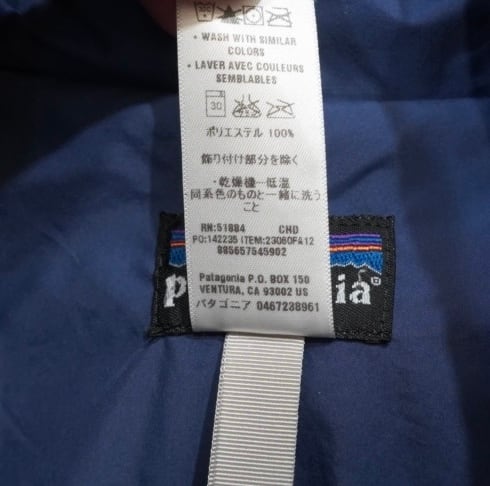 • WASH WITH SIMILAR
COLORS
• LAVER AVEC COULEURS
SEMBLABLES
30
ポリエステル 100%
飾り付け部分を除く
・乾燥機一低温
・同系色のものと一緒に洗う
こと
RN:51884 CHD
PO:142235 ITEM:23080FA12
885657545902
Patagonia P.O. BOX 150
VENTURA, CA 93002 US
パタゴニア 0467238961
p
ia